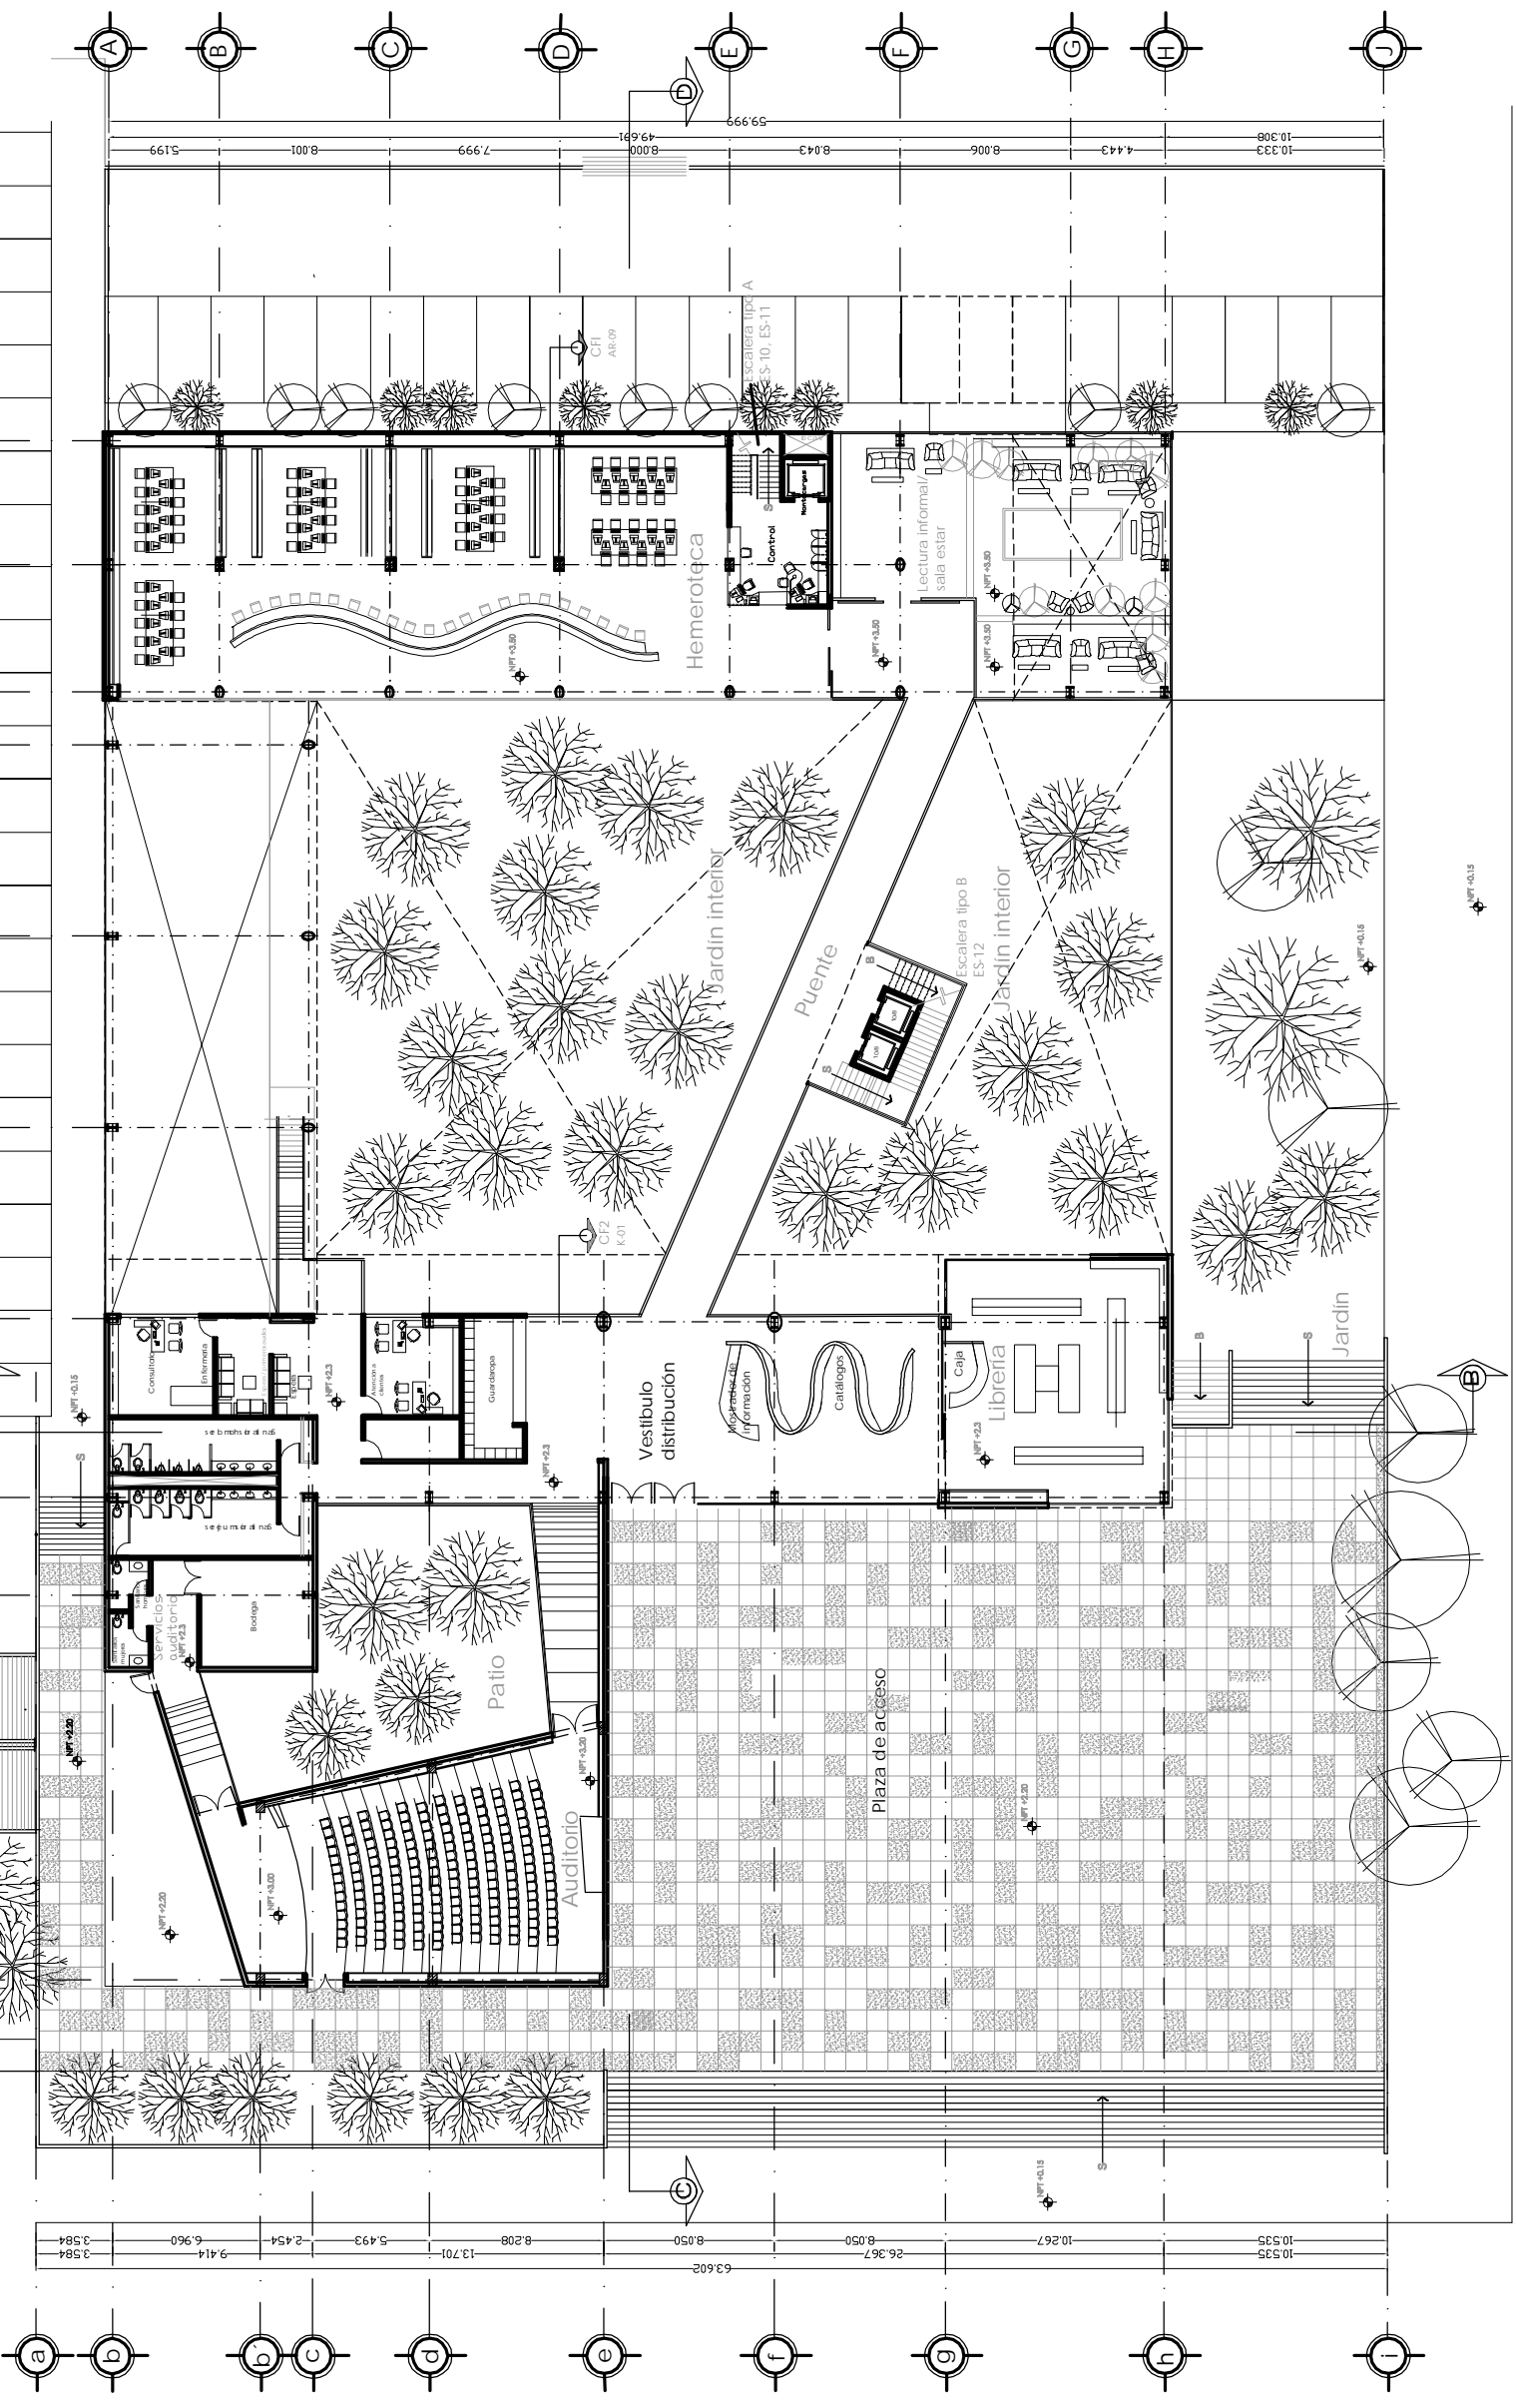 A
B
C
D
E
F
G
H
J
D
59.999
49.691
10.308
5.199
8.001
7.999
8.000
8.043
8.006
4.443
10.333
CFI
AR-09
Escalera tipo A
ES-10, ES-11
Montacargas
S
Control
Hemeroteca
Lectura informal/
sala estar
NPT +3.50
NPT +3.50
NPT +3.50
NPT +3.50
Jardín interior
Puente
B
S
Escalera tipo B
ES-12
Jardín interior
NPT +0.15
NPT +0.15
CF2
K-01
Jardín
Consultorio
Enfermería
Espera
NPT +2.3
Atención a
clientes
Guardaropa
Vestibulo
distribución
Mostrador de
información
Catálogos
Caja
Librería
NPT +2.3
NPT +2.3
B
S
B
NPT +0.15
S
Servicios
auditorio
NPT +2.3
Bodega
Patio
NPT +2.20
Auditorio
NPT +3.20
NPT +3.00
NPT +2.20
Plaza de acceso
NPT +2.20
S
NPT +0.15
C
3.584
6.960
2.454
5.493
8.208
8.050
8.050
10.267
10.535
3.584
9.414
13.701
26.367
10.535
63.602
a
b
b´
c
d
e
f
g
h
i